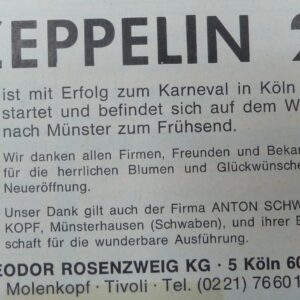 ZEPPELIN 2
ist mit Erfolg zum Karneval in Köln
startet und befindet sich auf dem W
nach Münster zum Frühsend.
Wir danken allen Firmen, Freunden und Bekan
für die herrlichen Blumen und Glückwünsche
Neueröffnung.
Unser Dank gilt auch der Firma ANTON SCHW
KOPF, Münsterhausen (Schwaben), und ihrer B
schaft für die wunderbare Ausführung.
EODOR ROSENZWEIG KG · 5 Köln 60
Molenkopf · Tivoli · Tel. (0221) 76601